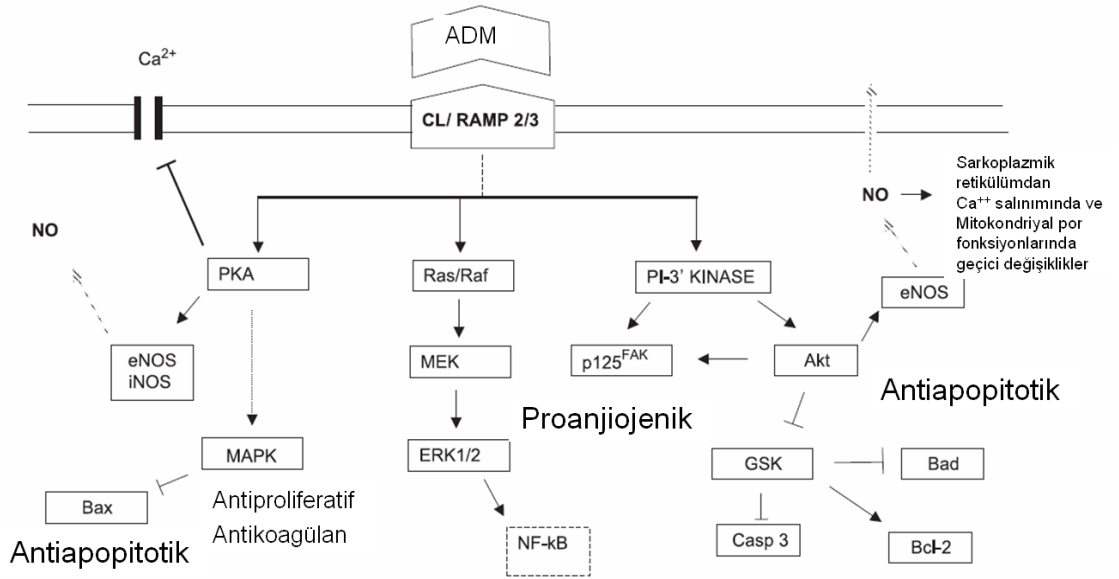 ADM
Ca2+
CL/ RAMP 2/3
Sarkoplazmik
retikülümdan
Ca++ salınımında ve
Mitokondriyal por
fonksiyonlarında
geçici değişiklikler
NO
NO
PKA
Ras/Raf
PI-3' KINASE
eNOS
eNOS
iNOS
MEK
p125FAK
Akt
Antiapopitotik
Proanjiojenik
MAPK
ERK1/2
GSK
Bad
Bax
Antiproliferatif
Antikoagülan
Antiapopitotik
NF-kB
Casp 3
Bcl-2